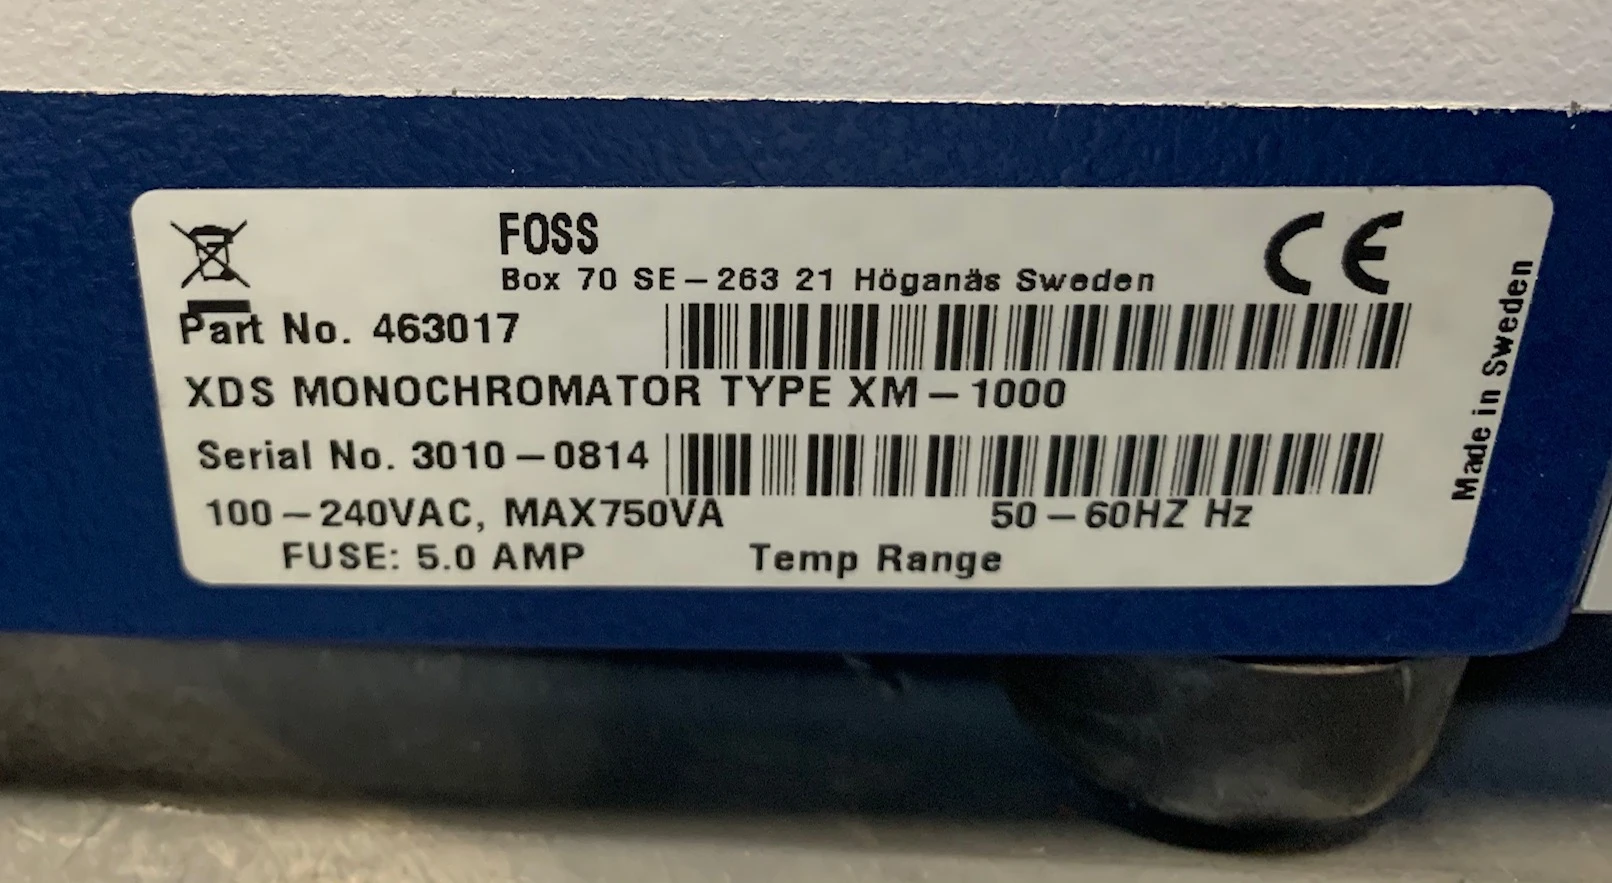 FOSS
Box 70 SE-263 21 Höganäs Sweden
Part No. 463017
XDS MONOCHROMATOR TYPE XM-1000
Serial No. 3010-0814
100-240VAC, MAX750VA 50-60HZ Hz
FUSE: 5.0 AMP Temp Range
Made in Sweden
CE